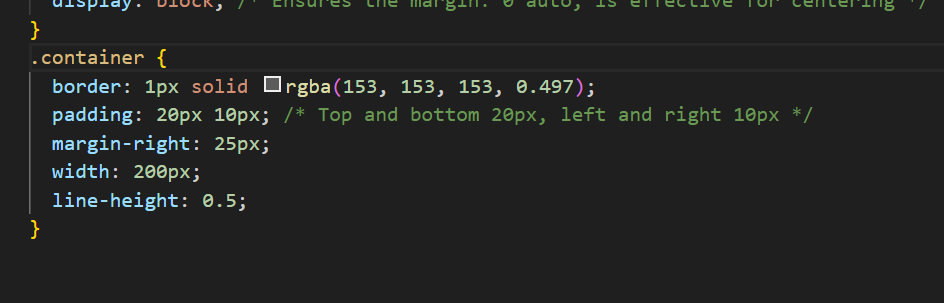 display: block; /* Ensures the margin: 0 auto; is effective for centering */
}
.container {
border: 1px solid rgba(153, 153, 153, 0.497);
padding: 20px 10px; /* Top and bottom 20px, left and right 10px */
margin-right: 25px;
width: 200px;
line-height: 0.5;
}